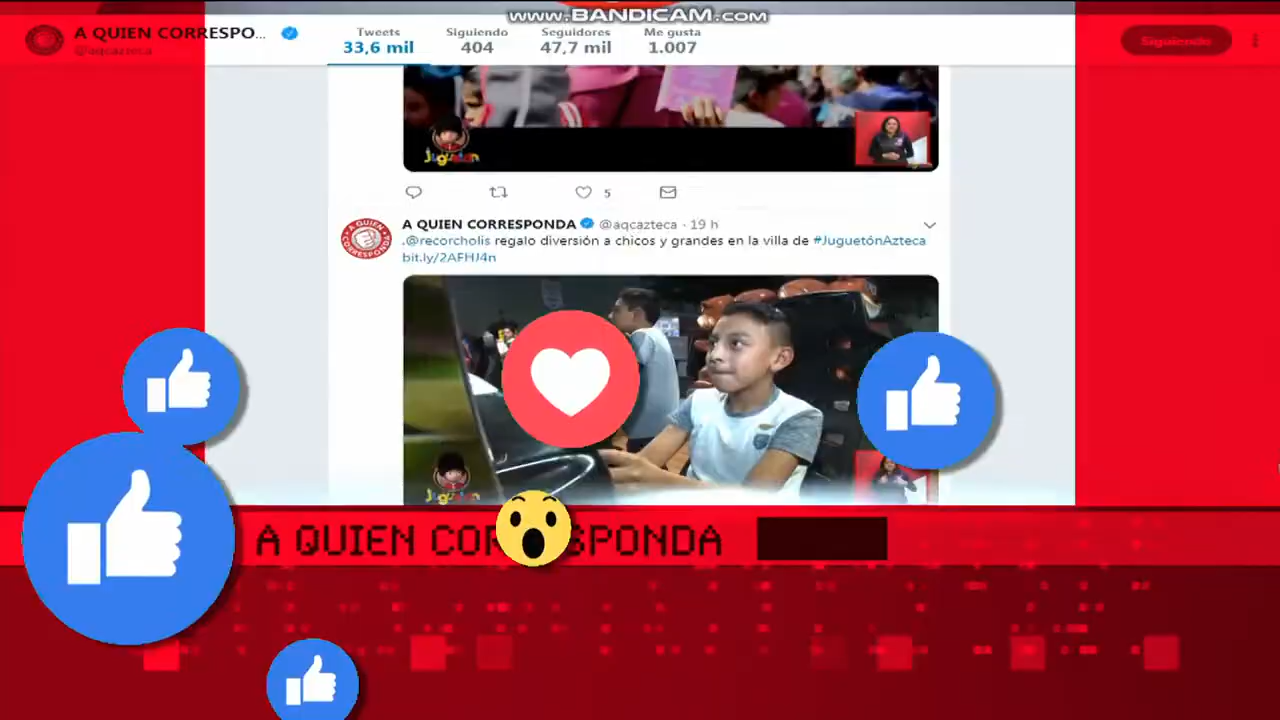 www.BANDICAM.COM
A QUIEN CORRESPO...
@aqcazteca
Tweets
33,6 mil
Siguiendo
404
Seguidores
47,7 mil
Me gusta
1.007
Siguiendo
5
A QUIEN CORRESPONDA @aqcazteca · 19 h
.@recorcholis regalo diversión a chicos y grandes en la villa de #JuguetónAzteca
bit.ly/2AFHJ4n
A QUIEN
CORRESPONDA